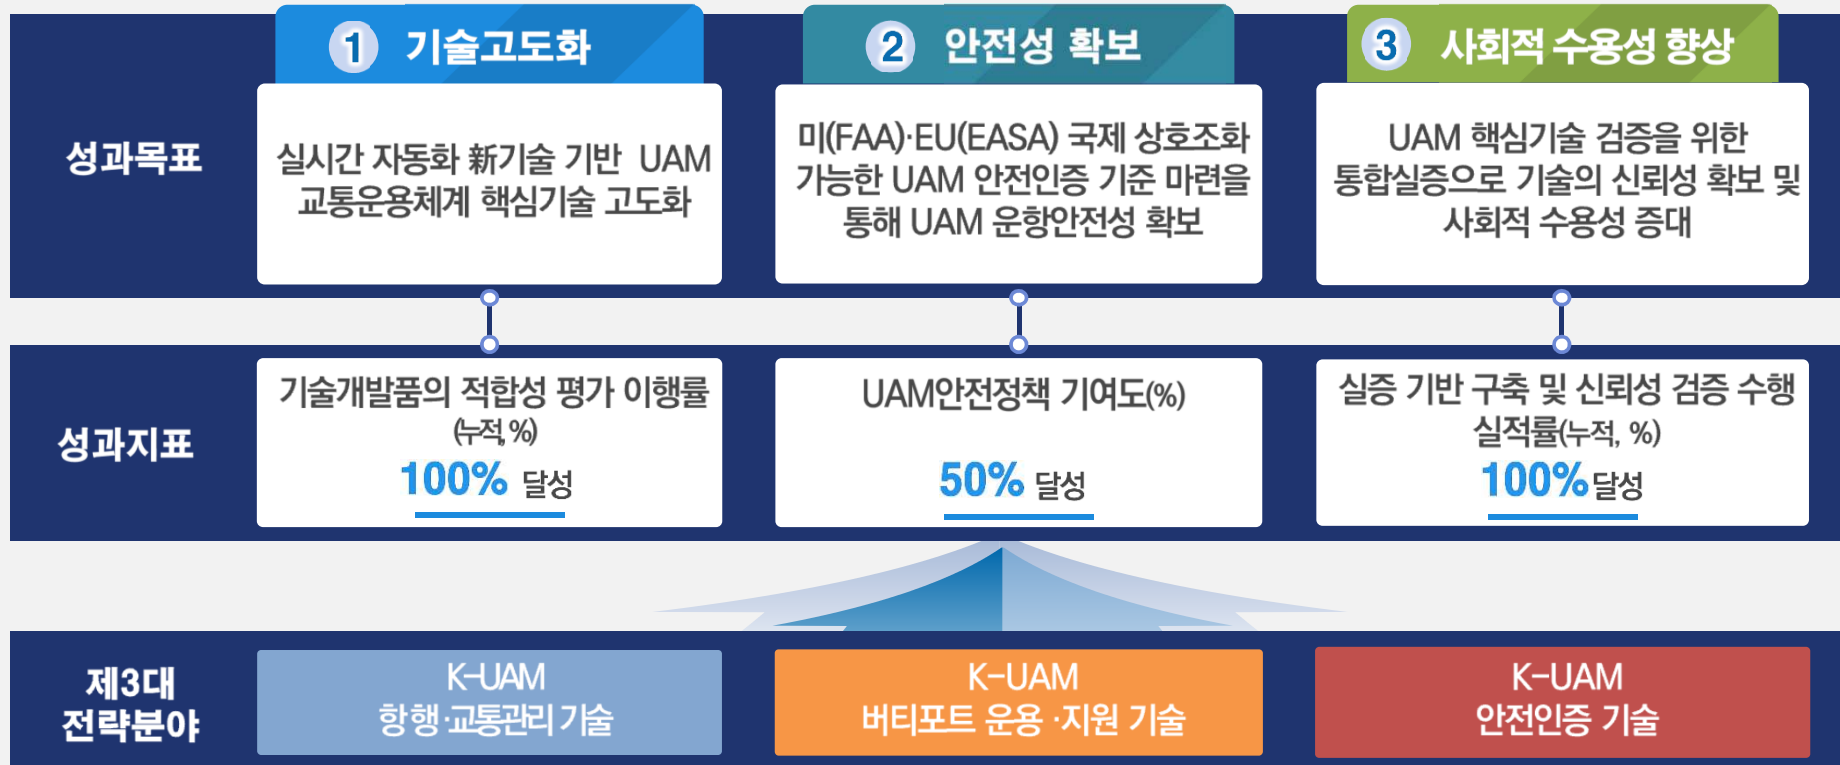 1 기술고도화
2 안전성 확보
3 사회적 수용성 향상
성과목표
실시간 자동화 新기술 기반 UAM
교통운용체계 핵심기술 고도화
미(FAA)·EU(EASA) 국제 상호조화
가능한 UAM 안전인증 기준 마련을
통해 UAM 운항안전성 확보
UAM 핵심기술 검증을 위한
통합실증으로 기술의 신뢰성 확보 및
사회적 수용성 증대
성과지표
기술개발품의 적합성 평가 이행률
(누적, %)
100% 달성
UAM안전정책 기여도(%)
50% 달성
실증 기반 구축 및 신뢰성 검증 수행
실적률(누적, %)
100% 달성
제3대
전략분야
K-UAM
항행·교통관리 기술
K-UAM
버티포트 운용·지원 기술
K-UAM
안전인증 기술